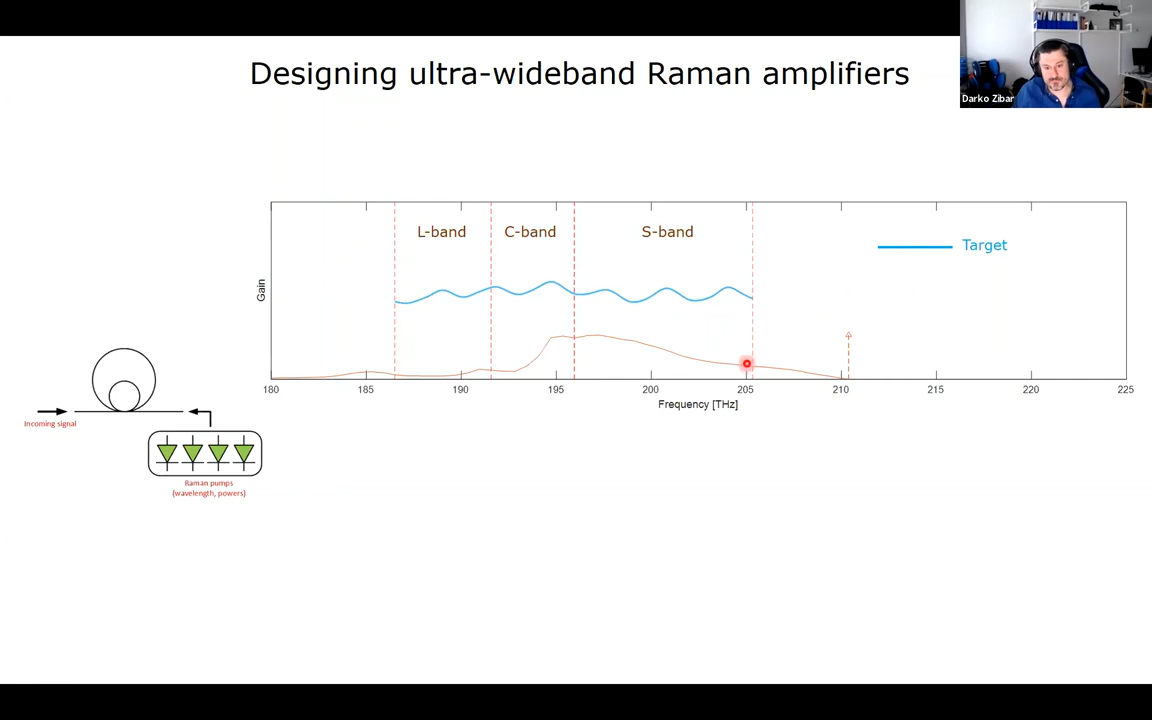 Designing ultra-wideband Raman amplifiers
Darko Zibar
L-band
C-band
S-band
Target
Gain
180
185
190
195
200
205
210
215
220
225
Frequency [THz]
Incoming signal
Raman pumps
(wavelength, powers)